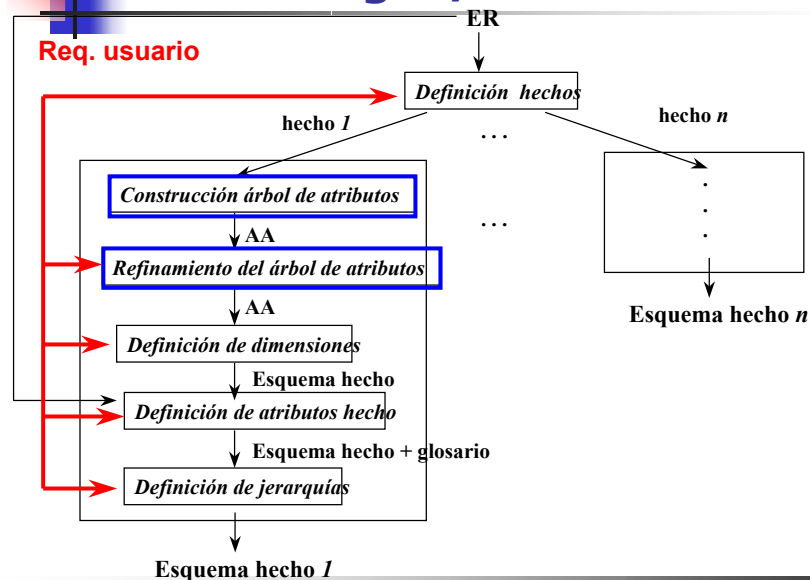 ER
Req. usuario
Definición hechos
hecho 1
hecho n
. . .
Construcción árbol de atributos
.
.
.
. . .
AA
Refinamiento del árbol de atributos
AA
Esquema hecho n
Definición de dimensiones
Esquema hecho
Definición de atributos hecho
Esquema hecho + glosario
Definición de jerarquías
Esquema hecho 1